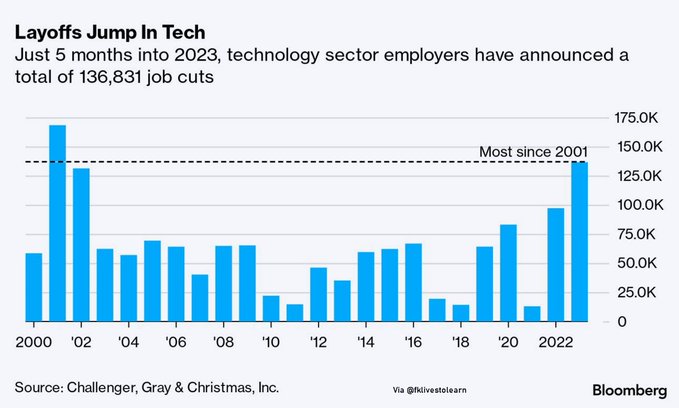 Layoffs Jump In Tech
Just 5 months into 2023, technology sector employers have announced a
total of 136,831 job cuts
175.0K
Most since 2001
150.0K
125.0K
100.0K
75.0K
50.0K
25.0K
0
2000 '02 '04 '06 '08 '10 '12 '14 '16 '18 '20 2022
Source: Challenger, Gray & Christmas, Inc. Via @fklivestolearn Bloomberg